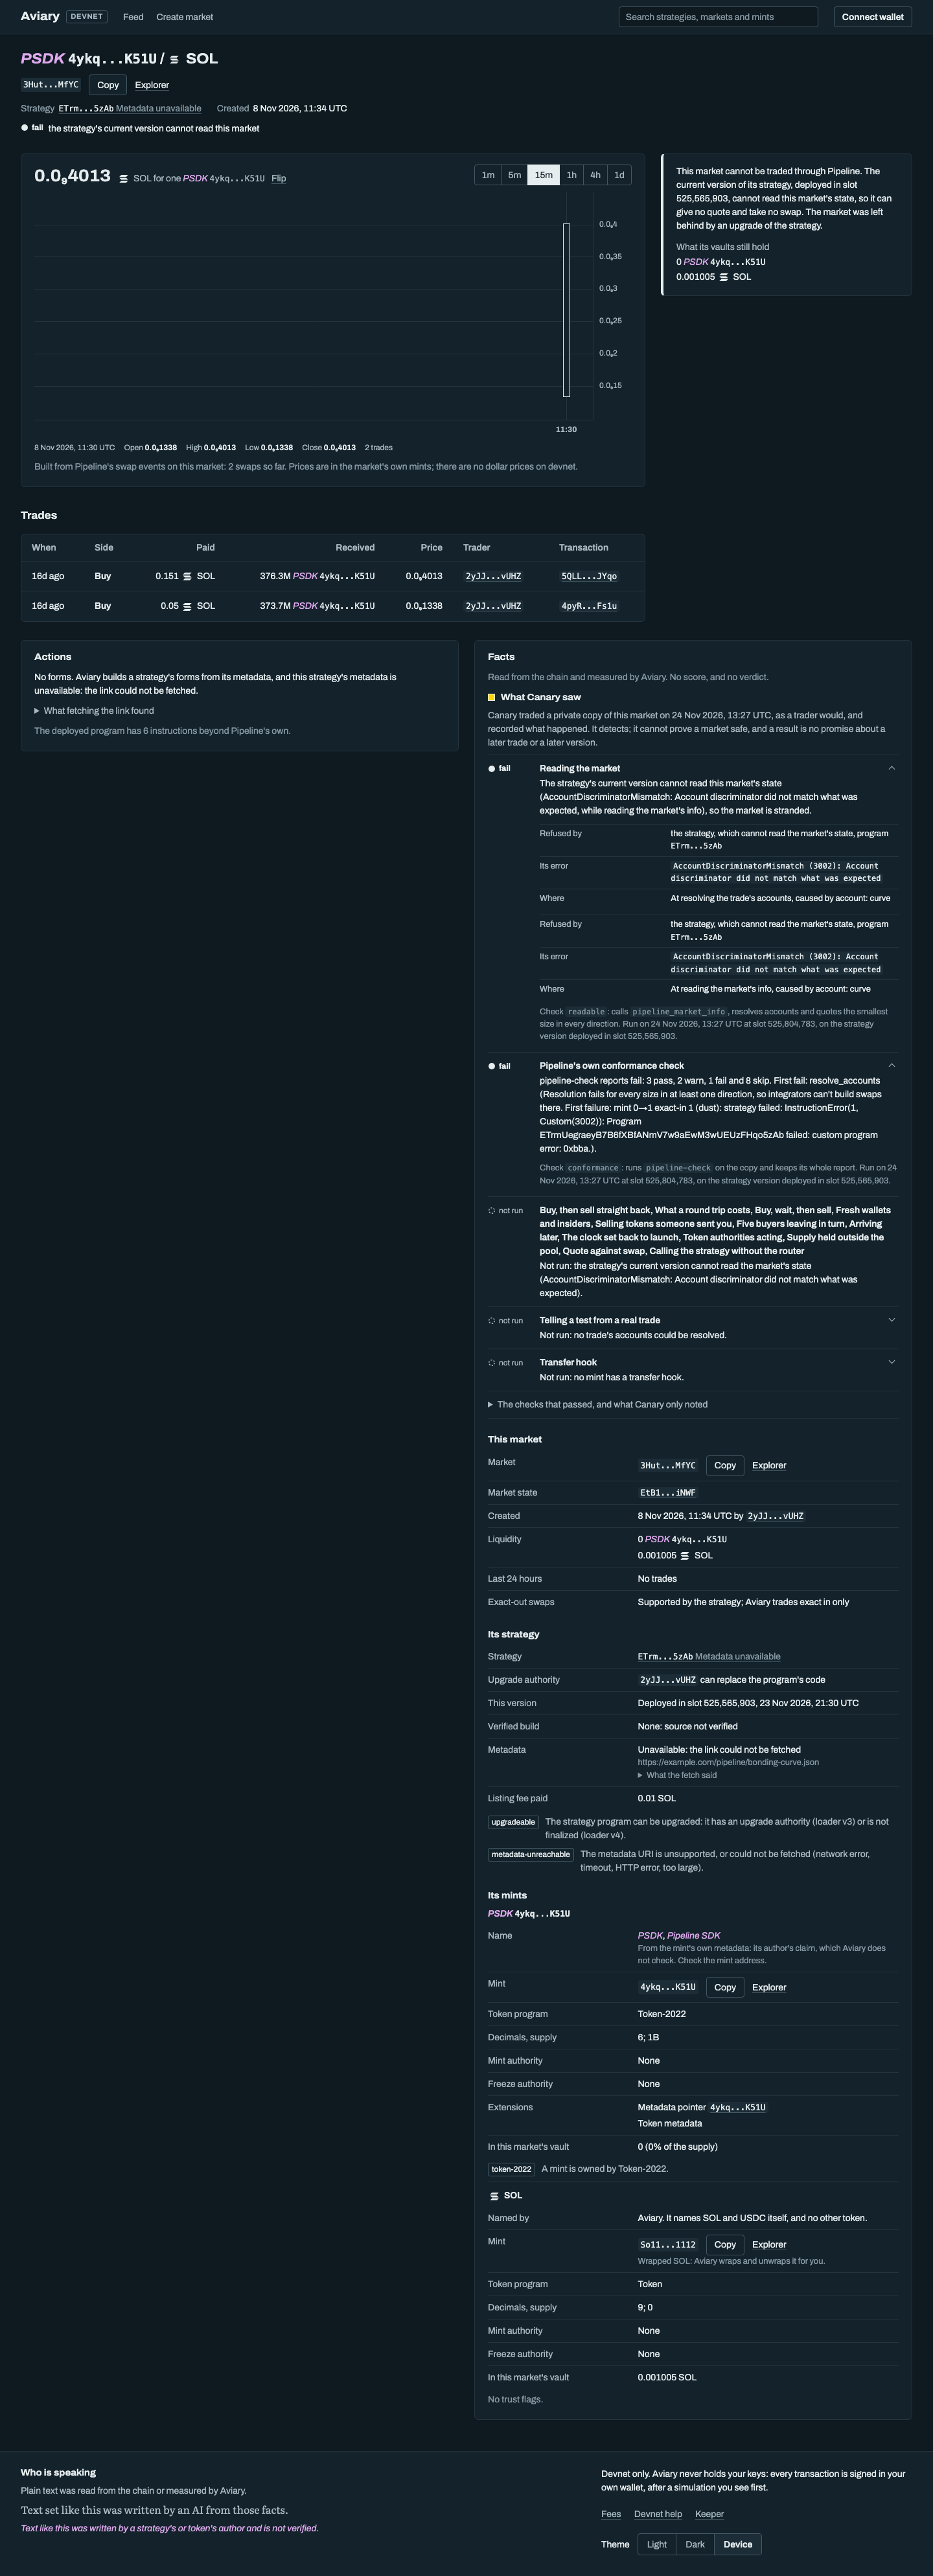 Aviary DEVNET Feed Create market Search strategies, markets and mints Connect wallet
PSDK 4ykq...K51U / SOL
3Hut...MfYC Copy Explorer
Strategy ETrm...5zAb Metadata unavailable Created 8 Nov 2026, 11:34 UTC
fail the strategy's current version cannot read this market
0.0₉4013 SOL for one PSDK 4ykq...K51U Flip
1m 5m 15m 1h 4h 1d
11:30
8 Nov 2026, 11:30 UTC Open 0.0₉1338 High 0.0₉4013 Low 0.0₉1338 Close 0.0₉4013 2 trades
Built from Pipeline's swap events on this market: 2 swaps so far. Prices are in the market's own mints; there are no dollar prices on devnet.
This market cannot be traded through Pipeline. The
current version of its strategy, deployed in slot
525,565,903, cannot read this market's state, so it can
give no quote and take no swap. The market was left
behind by an upgrade of the strategy.
What its vaults still hold
0 PSDK 4ykq...K51U
0.001005 SOL
Trades
When Side Paid Received Price Trader Transaction
16d ago Buy 0.151 SOL 376.3M PSDK 4ykq...K51U 0.0₉4013 2yJJ...vUHZ 5QLL...JYqo
16d ago Buy 0.05 SOL 373.7M PSDK 4ykq...K51U 0.0₉1338 2yJJ...vUHZ 4pyR...Fs1u
Actions
No forms. Aviary builds a strategy's forms from its metadata, and this strategy's metadata is
unavailable: the link could not be fetched.
What fetching the link found
The deployed program has 6 instructions beyond Pipeline's own.
Facts
Read from the chain and measured by Aviary. No score, and no verdict.
What Canary saw
Canary traded a private copy of this market on 24 Nov 2026, 13:27 UTC, as a trader would, and
recorded what happened. It detects; it cannot prove a market safe, and a result is no promise about a
later trade or a later version.
fail Reading the market
The strategy's current version cannot read this market's state
(AccountDiscriminatorMismatch: Account discriminator did not match what was
expected, while reading the market's info), so the market is stranded.
Refused by the strategy, which cannot read the market's state, program
ETrm...5zAb
Its error AccountDiscriminatorMismatch (3002): Account
discriminator did not match what was expected
Where At resolving the trade's accounts, caused by account: curve
Refused by the strategy, which cannot read the market's state, program
ETrm...5zAb
Its error AccountDiscriminatorMismatch (3002): Account
discriminator did not match what was expected
Where At reading the market's info, caused by account: curve
Check readable: calls pipeline_market_info, resolves accounts and quotes the smallest
size in every direction. Run on 24 Nov 2026, 13:27 UTC at slot 525,804,783, on the strategy
version deployed in slot 525,565,903.
fail Pipeline's own conformance check
pipeline-check reports fail: 3 pass, 2 warn, 1 fail and 8 skip. First fail: resolve_accounts
(Resolution fails for every size in at least one direction, so integrators can't build swaps
there. First failure: mint 0→1 exact-in 1 (dust): strategy failed: InstructionError(1,
Custom(3002)): Program
ETrmUegraeyB7B6fXBfANmV7w9aEwM3wUEUzFHqo5zAb failed: custom program
error: 0xbba.).
Check conformance: runs pipeline-check on the copy and keeps its whole report. Run on 24
Nov 2026, 13:27 UTC at slot 525,804,783, on the strategy version deployed in slot 525,565,903.
not run Buy, then sell straight back, What a round trip costs, Buy, wait, then sell, Fresh wallets
and insiders, Selling tokens someone sent you, Five buyers leaving in turn, Arriving
later, The clock set back to launch, Token authorities acting, Supply held outside the
pool, Quote against swap, Calling the strategy without the router
Not run: the strategy's current version cannot read the market's state
(AccountDiscriminatorMismatch: Account discriminator did not match what was
expected).
not run Telling a test from a real trade
Not run: no trade's accounts could be resolved.
not run Transfer hook
Not run: no mint has a transfer hook.
The checks that passed, and what Canary only noted
This market
Market 3Hut...MfYC Copy Explorer
Market state EtB1...iNWF
Created 8 Nov 2026, 11:34 UTC by 2yJJ...vUHZ
Liquidity 0 PSDK 4ykq...K51U
0.001005 SOL
Last 24 hours No trades
Exact-out swaps Supported by the strategy; Aviary trades exact in only
Its strategy
Strategy ETrm...5zAb Metadata unavailable
Upgrade authority 2yJJ...vUHZ can replace the program's code
This version Deployed in slot 525,565,903, 23 Nov 2026, 21:30 UTC
Verified build None: source not verified
Metadata Unavailable: the link could not be fetched
https://example.com/pipeline/bonding-curve.json
What the fetch said
Listing fee paid 0.01 SOL
upgradeable The strategy program can be upgraded: it has an upgrade authority (loader v3) or is not
finalized (loader v4).
metadata-unreachable The metadata URI is unsupported, or could not be fetched (network error,
timeout, HTTP error, too large).
Its mints
PSDK 4ykq...K51U
Name PSDK, Pipeline SDK
From the mint's own metadata: its author's claim, which Aviary does
not check. Check the mint address.
Mint 4ykq...K51U Copy Explorer
Token program Token-2022
Decimals, supply 6; 1B
Mint authority None
Freeze authority None
Extensions Metadata pointer 4ykq...K51U
Token metadata
In this market's vault 0 (0% of the supply)
token-2022 A mint is owned by Token-2022.
SOL
Named by Aviary. It names SOL and USDC itself, and no other token.
Mint So11...1112 Copy Explorer
Wrapped SOL: Aviary wraps and unwraps it for you.
Token program Token
Decimals, supply 9; 0
Mint authority None
Freeze authority None
In this market's vault 0.001005 SOL
No trust flags.
Who is speaking
Plain text was read from the chain or measured by Aviary.
Text set like this was written by an AI from those facts.
Text like this was written by a strategy's or token's author and is not verified.
Devnet only. Aviary never holds your keys: every transaction is signed in your
own wallet, after a simulation you see first.
Fees Devnet help Keeper
Theme Light Dark Device